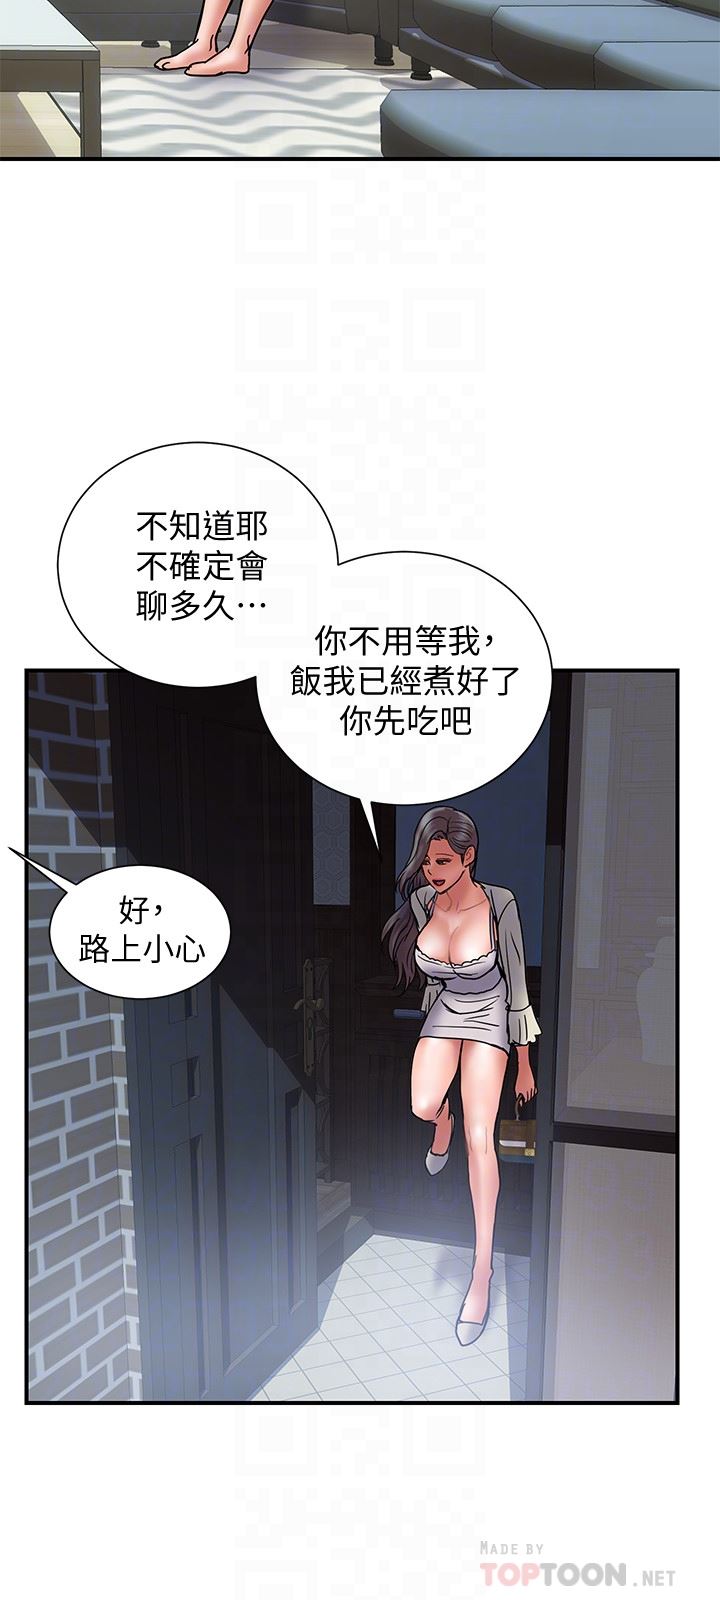 不知道耶
不確定會
聊多久⋯
你不用等我，
飯我已經煮好了
你先吃吧
好，
路上小心
MADE BY
TOPTOON.NET